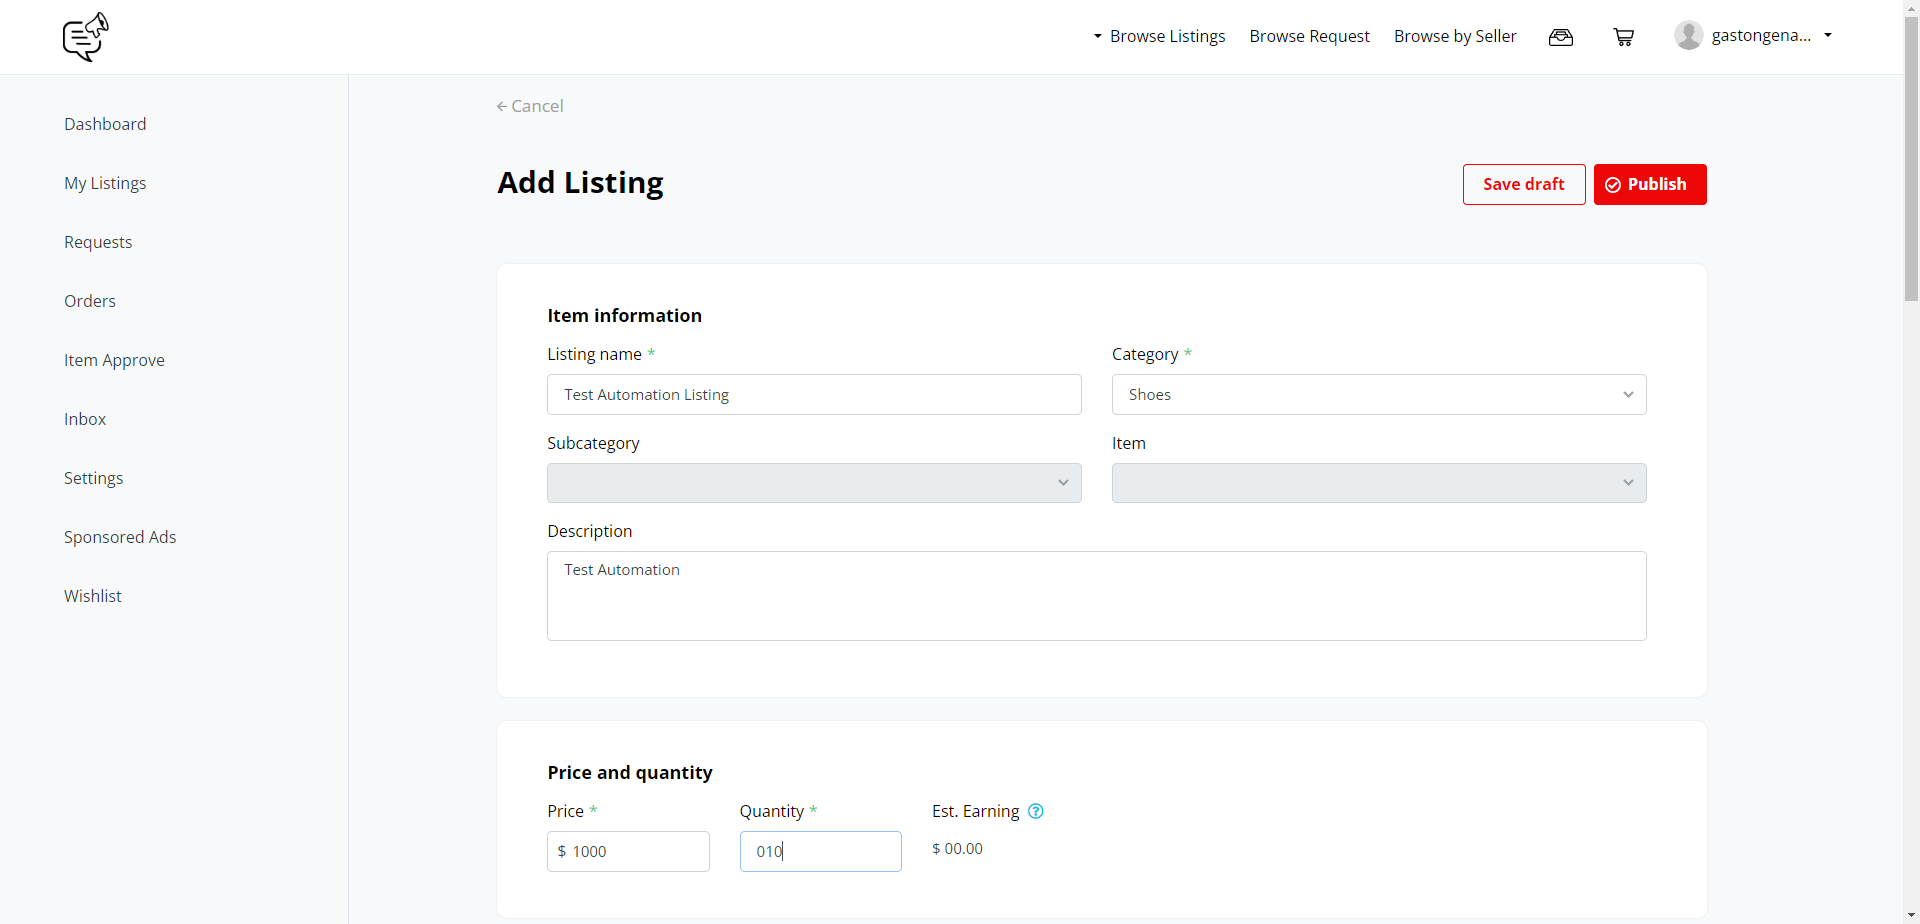 Browse Listings
Browse Request
Browse by Seller
gastongena...
Dashboard
My Listings
Requests
Orders
Item Approve
Inbox
Settings
Sponsored Ads
Wishlist
Cancel
Add Listing
Save draft
Publish
Item information
Listing name *
Category *
Test Automation Listing
Shoes
Subcategory
Item
Description
Test Automation
Price and quantity
Price *
Quantity *
Est. Earning ?
$ 1000
010
$ 00.00